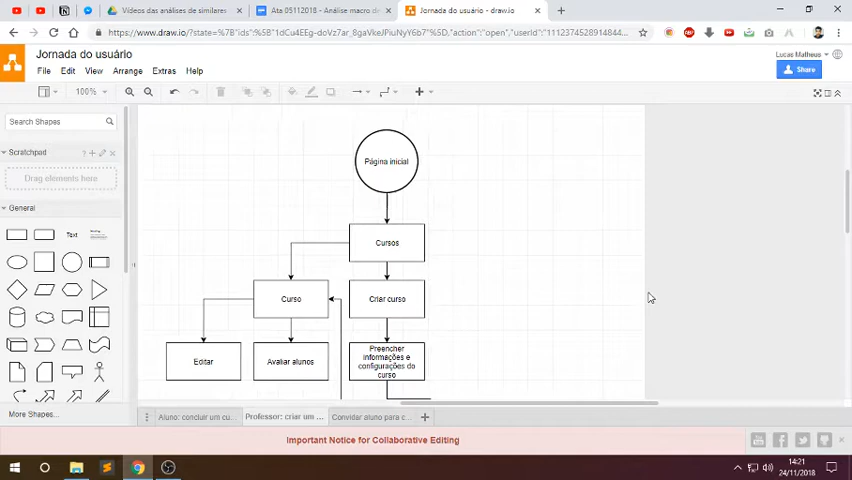 Vídeos das análises de similares
Ata 05112018 - Análise macro de
Jornada do usuário - draw.io
https://www.draw.io/?state=%7B"ids"%5B"1dCu4EEg-doVz7ar_8gaVkeJPiuNyY6bT"%5D,"action":"open","userId":"1112374528914844...
Jornada do usuário
Lucas Matheus
File Edit View Arrange Extras Help
Share
100%
Search Shapes
Scratchpad
Drag elements here
General
Text
More Shapes...
Página inicial
Cursos
Curso
Criar curso
Editar
Avaliar alunos
Preencher
informações e
configurações do
curso
Aluno: concluir um cu...
Professor: criar um ...
Convidar aluno para c...
Important Notice for Collaborative Editing
14:21
24/11/2018